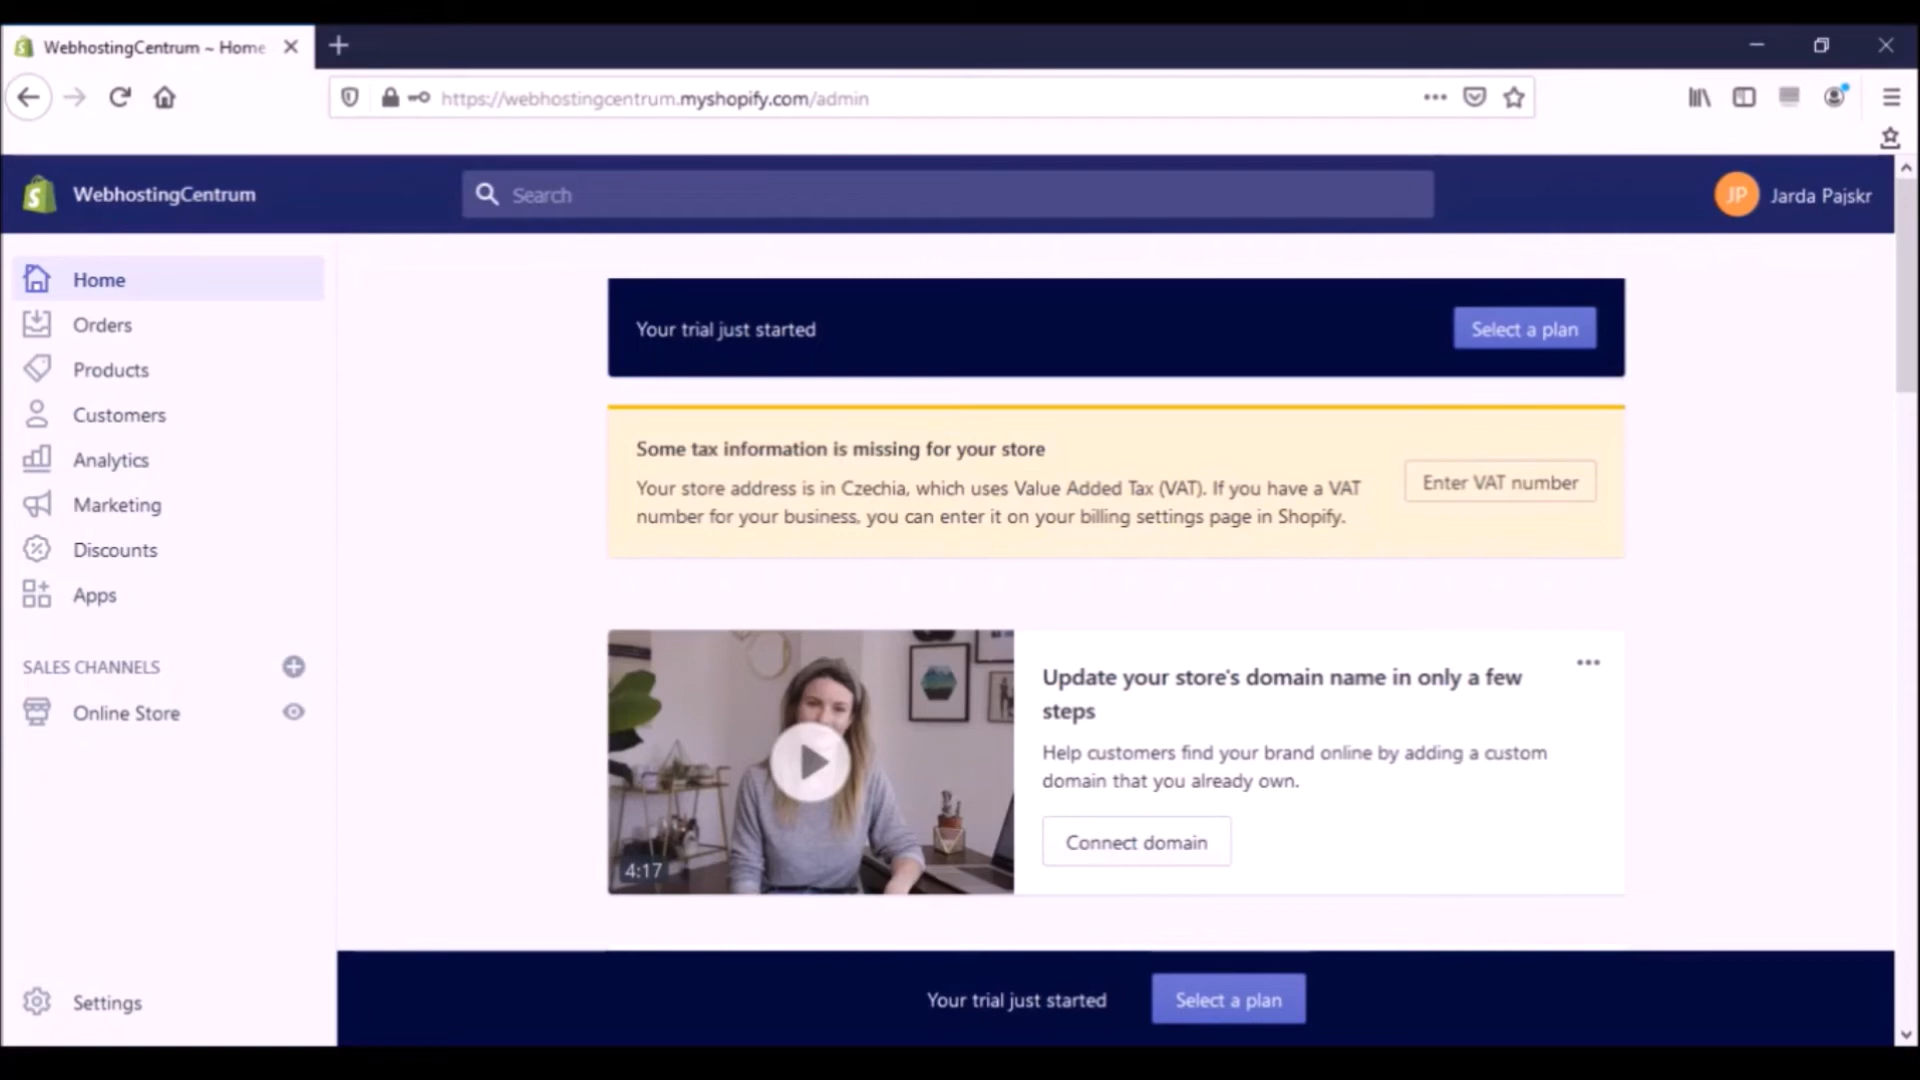 WebhostingCentrum ~ Home
https://webhostingcentrum.myshopify.com/admin
WebhostingCentrum
Search
JP
Jarda Pajskr
Home
Orders
Products
Customers
Analytics
Marketing
Discounts
Apps
SALES CHANNELS
Online Store
Settings
Your trial just started
Select a plan
Some tax information is missing for your store
Your store address is in Czechia, which uses Value Added Tax (VAT). If you have a VAT
number for your business, you can enter it on your billing settings page in Shopify.
Enter VAT number
4:17
Update your store's domain name in only a few
steps
Help customers find your brand online by adding a custom
domain that you already own.
Connect domain
Your trial just started
Select a plan